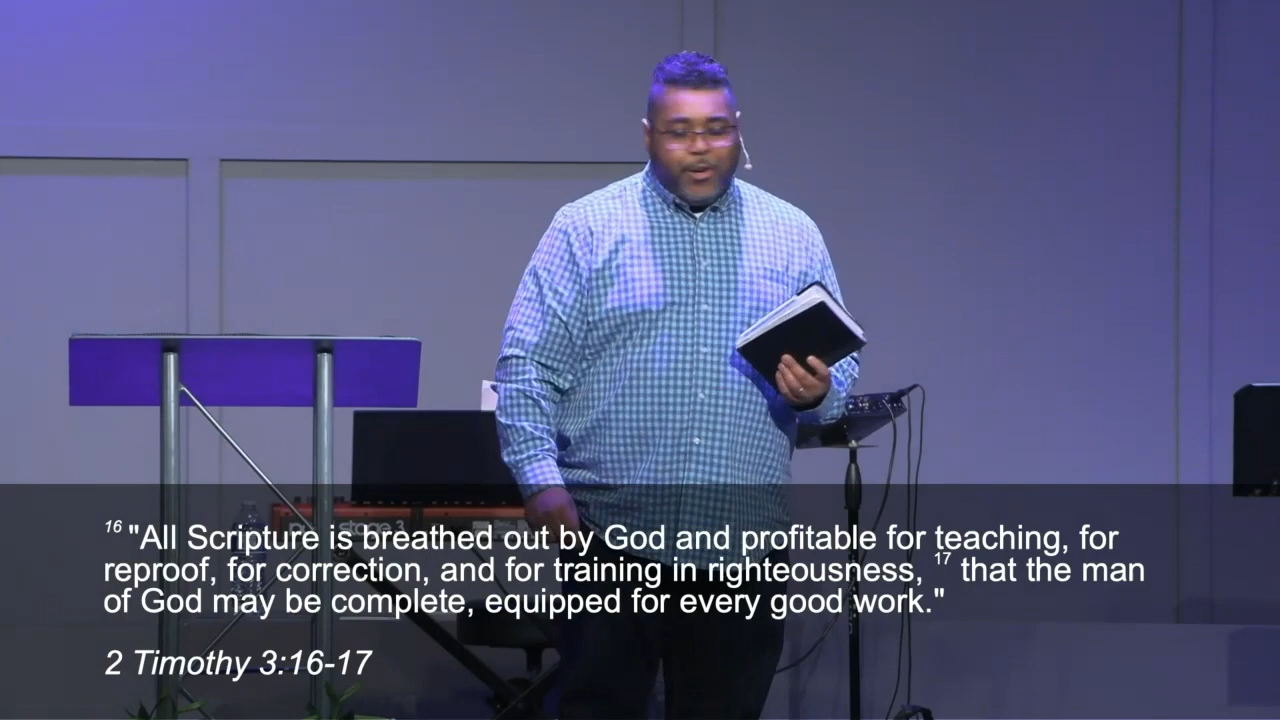 16 "All Scripture is breathed out by God and profitable for teaching, for
reproof, for correction, and for training in righteousness, 17 that the man
of God may be complete, equipped for every good work."
2 Timothy 3:16-17
stage 3